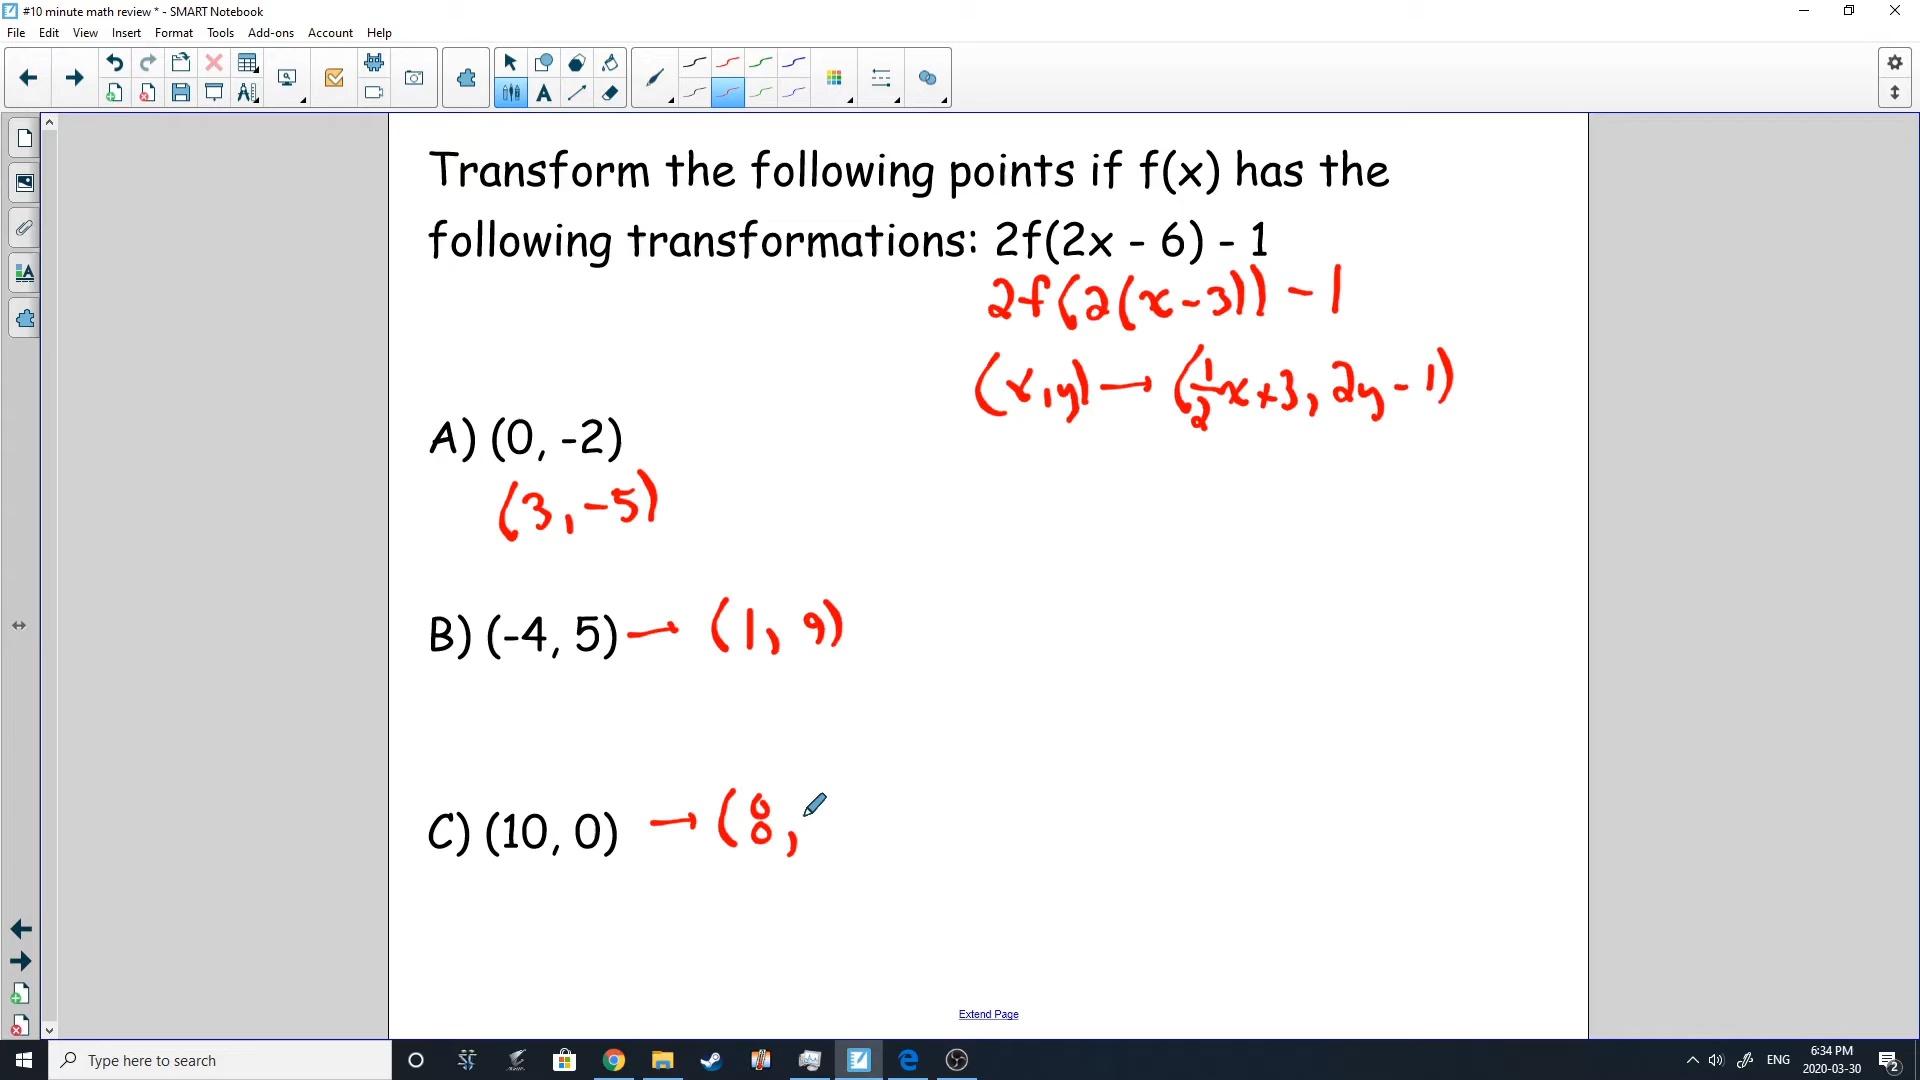 #10 minute math review * - SMART Notebook
File Edit View Insert Format Tools Add-ons Account Help
Transform the following points if f(x) has the
following transformations: 2f(2x - 6) - 1
2f(2(x-3)) - 1
(x,y) → (1/2x+3, 2y-1)
A) (0, -2)
(3, -5)
B) (-4, 5) → (1, 9)
C) (10, 0) → (8,
Extend Page
Type here to search
ENG
6:34 PM
2020-03-30
2